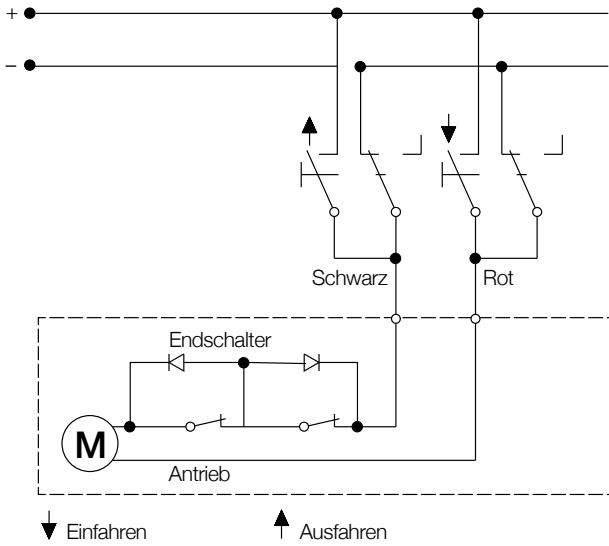 +
−
Schwarz
Rot
Endschalter
M
Antrieb
Einfahren
Ausfahren